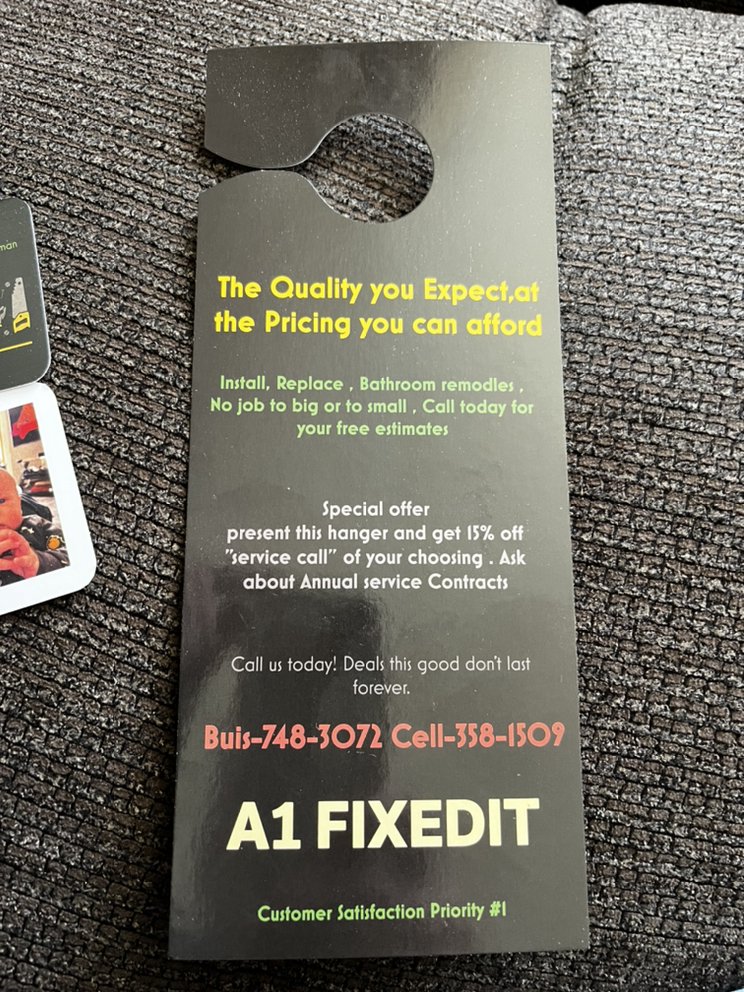 The Quality you Expect,at
the Pricing you can afford
Install, Replace , Bathroom remodles ,
No job to big or to small , Call today for
your free estimates
Special offer
present this hanger and get 15% off
"service call" of your choosing . Ask
about Annual service Contracts
Call us today! Deals this good don't last
forever.
Buis-748-3072 Cell-358-1509
A1 FIXEDIT
Customer Satisfaction Priority #1
man